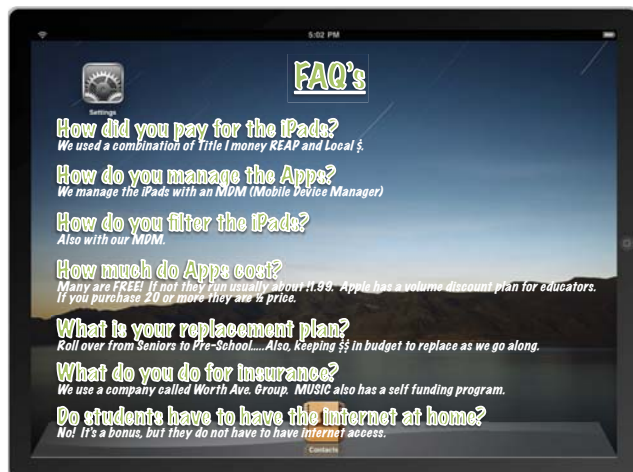 5:02 PM
Settings
FAQ's
How did you pay for the iPads?
We used a combination of Title I money REAP and Local $.
How do you manage the Apps?
We manage the iPads with an MDM (Mobile Device Manager)
How do you filter the iPads?
Also with our MDM.
How much do Apps cost?
Many are FREE! If not they run usually about !1.99. Apple has a volume discount plan for educators.
If you purchase 20 or more they are ½ price.
What is your replacement plan?
Roll over from Seniors to Pre-School.....Also, keeping $$ in budget to replace as we go along.
What do you do for insurance?
We use a company called Worth Ave. Group. MUSIC also has a self funding program.
Do students have to have the internet at home?
No! It's a bonus, but they do not have to have internet access.
Contacts